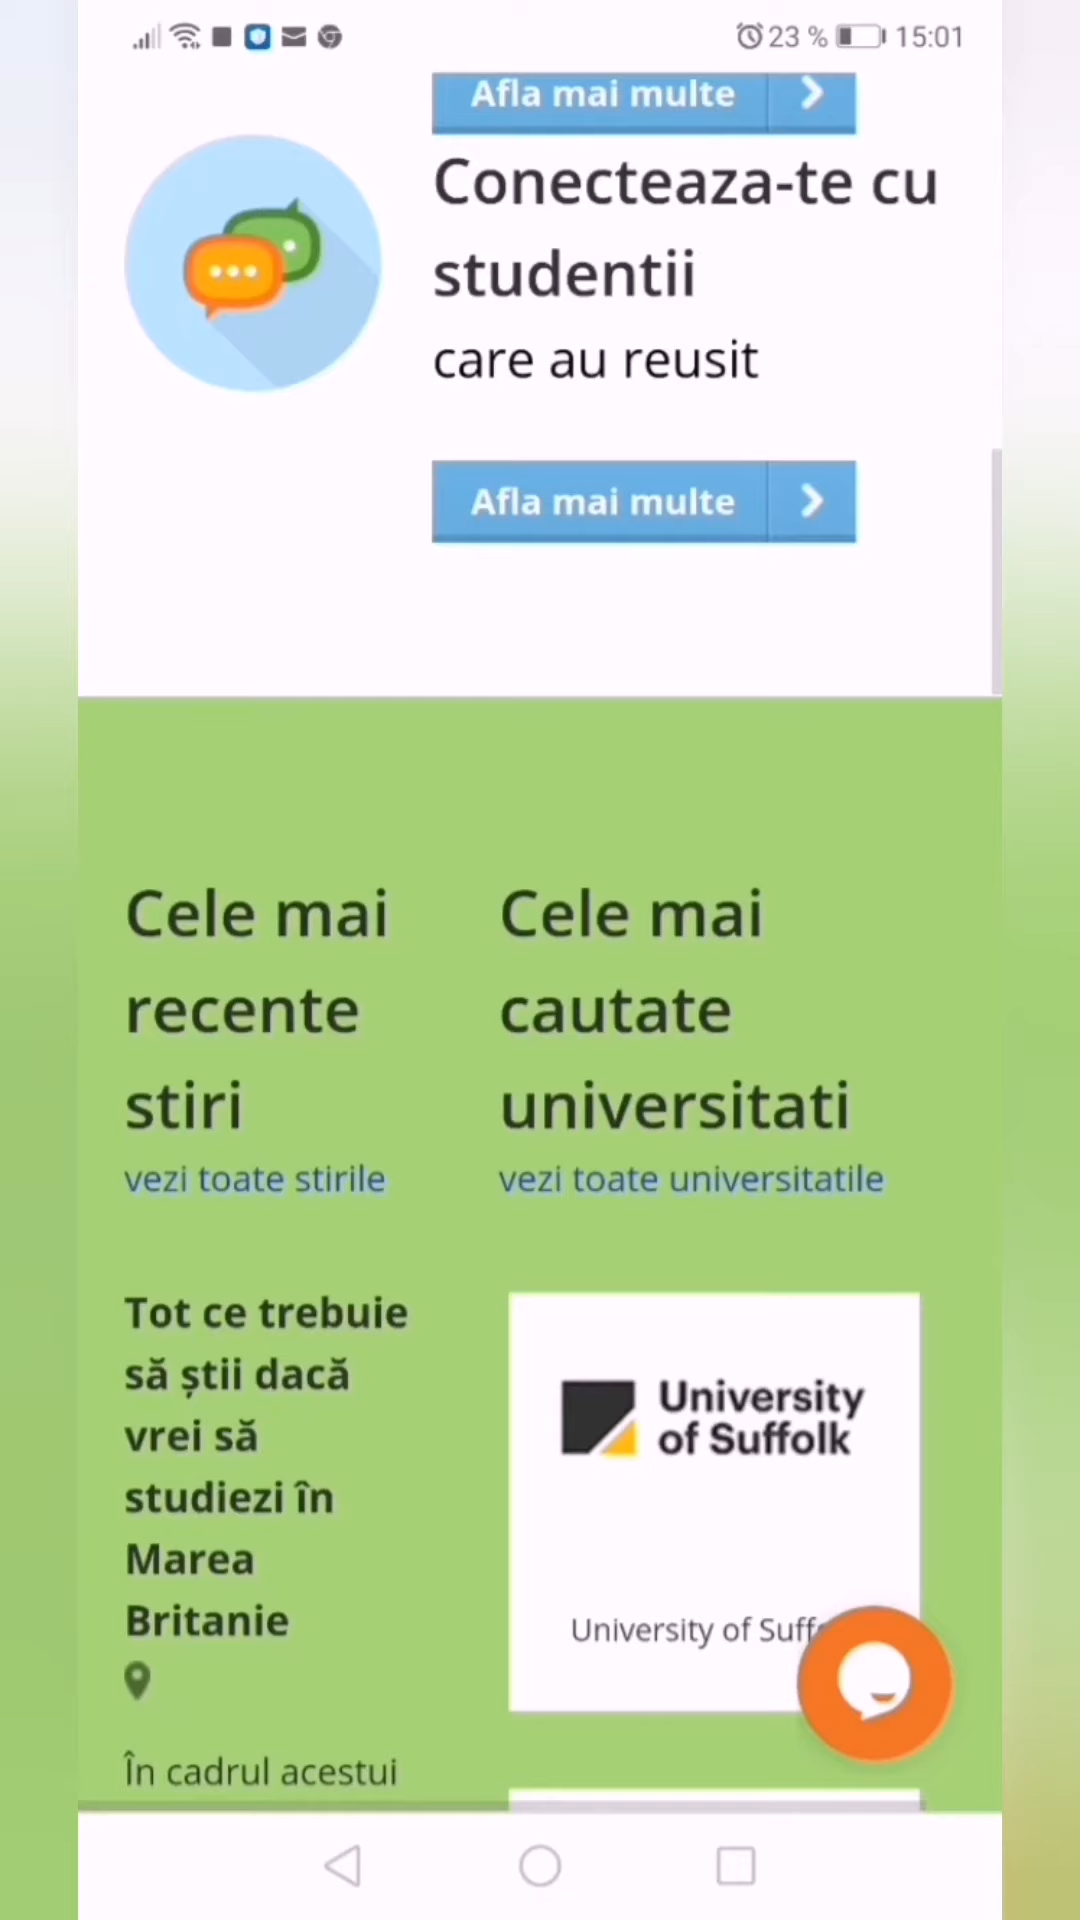 23 % 15:01
Afla mai multe
Conecteaza-te cu
studentii
care au reusit
Afla mai multe
Cele mai
recente
stiri
vezi toate stirile
Cele mai
cautate
universitati
vezi toate universitatile
Tot ce trebuie
să știi dacă
vrei să
studiezi în
Marea
Britanie
În cadrul acestui
University
of Suffolk
University of